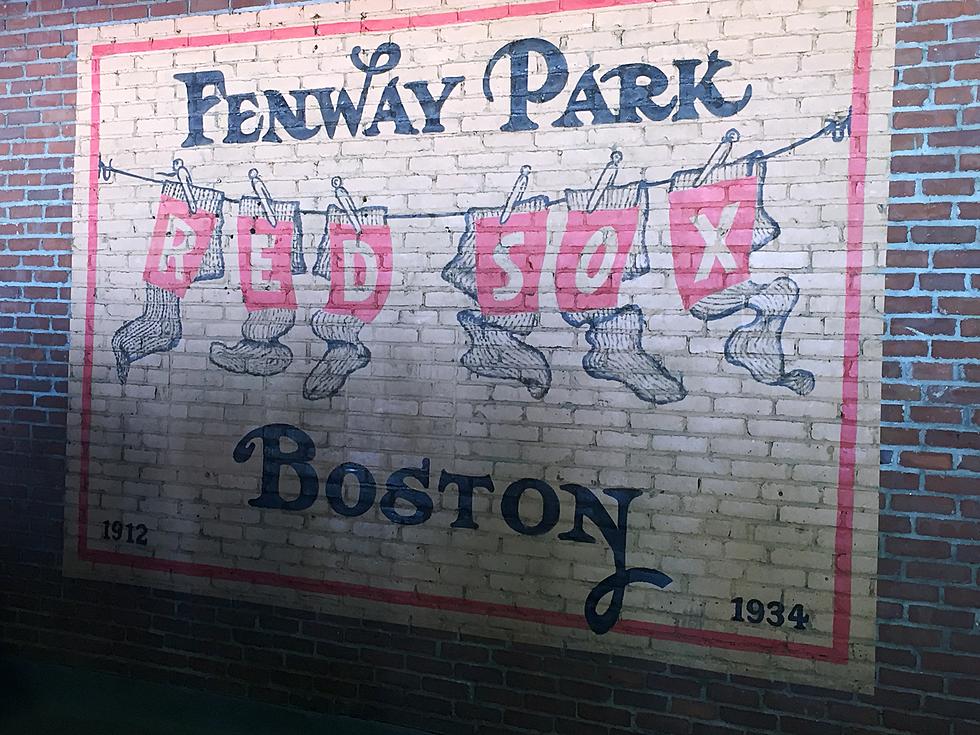 FENWAY PARK
RED SOX
BOSTON
1912
1934